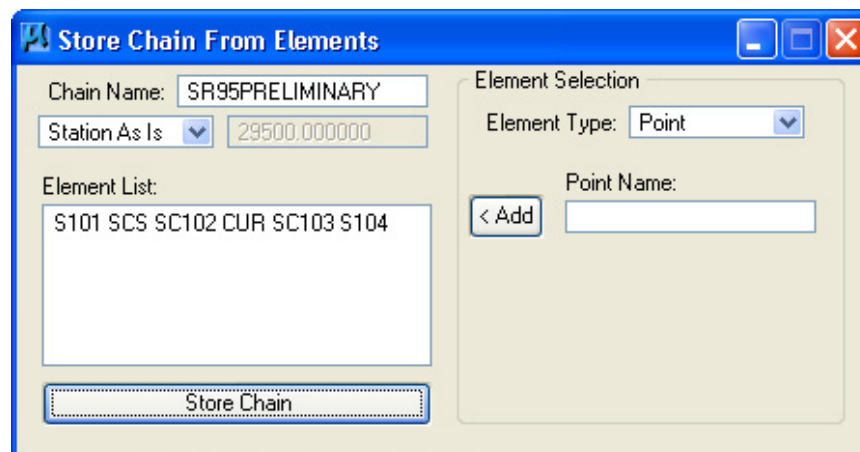 Store Chain From Elements
Chain Name: SR95PRELIMINARY
Station As Is 29500.000000
Element List:
S101 SCS SC102 CUR SC103 S104
Store Chain
Element Selection
Element Type: Point
Point Name:
< Add